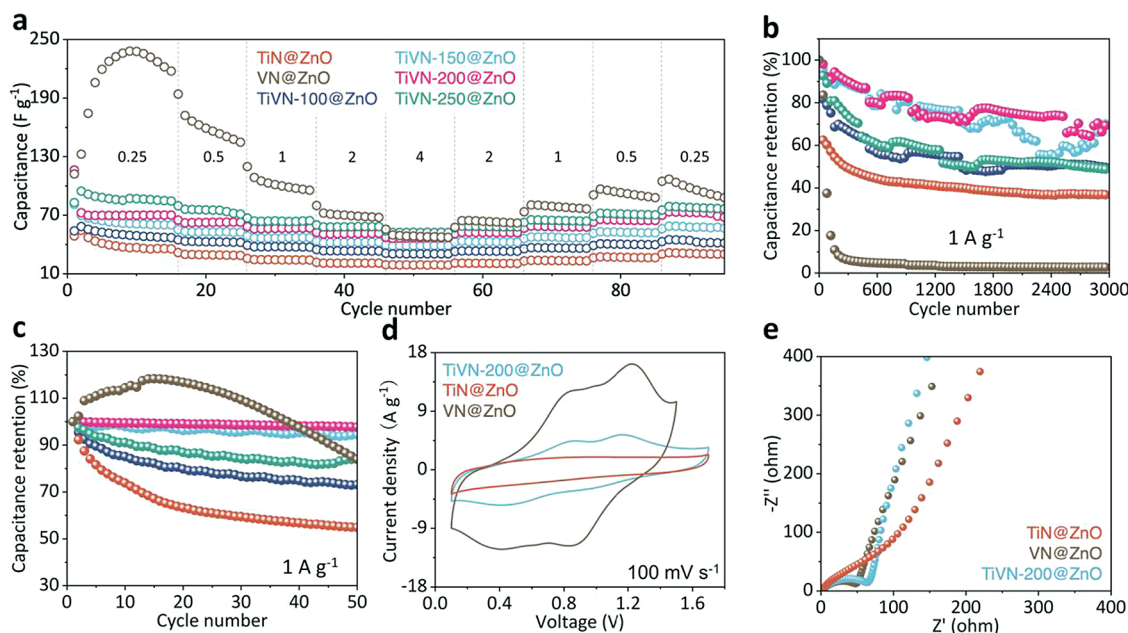 a
250
190
130
70
10
Capacitance (F g⁻¹)
TiN@ZnO
VN@ZnO
TiVN-100@ZnO
TiVN-150@ZnO
TiVN-200@ZnO
TiVN-250@ZnO
0.25 0.5 1 2 4 2 1 0.5 0.25
0 20 40 60 80
Cycle number
b
100
80
60
40
20
0
Capacitance retention (%)
1 A g⁻¹
0 600 1200 1800 2400 3000
Cycle number
c
130
110
90
70
50
30
Capacitance retention (%)
1 A g⁻¹
0 10 20 30 40 50
Cycle number
d
18
9
0
-9
-18
Current density (A g⁻¹)
TiVN-200@ZnO
TiN@ZnO
VN@ZnO
100 mV s⁻¹
0.0 0.4 0.8 1.2 1.6
Voltage (V)
e
400
300
200
100
0
-Z'' (ohm)
TiN@ZnO
VN@ZnO
TiVN-200@ZnO
0 100 200 300 400
Z' (ohm)